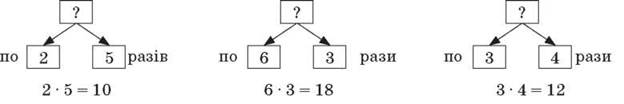 ? ? ?
по 2 5 разів по 6 3 рази по 3 4 рази
2 · 5 = 10 6 · 3 = 18 3 · 4 = 12